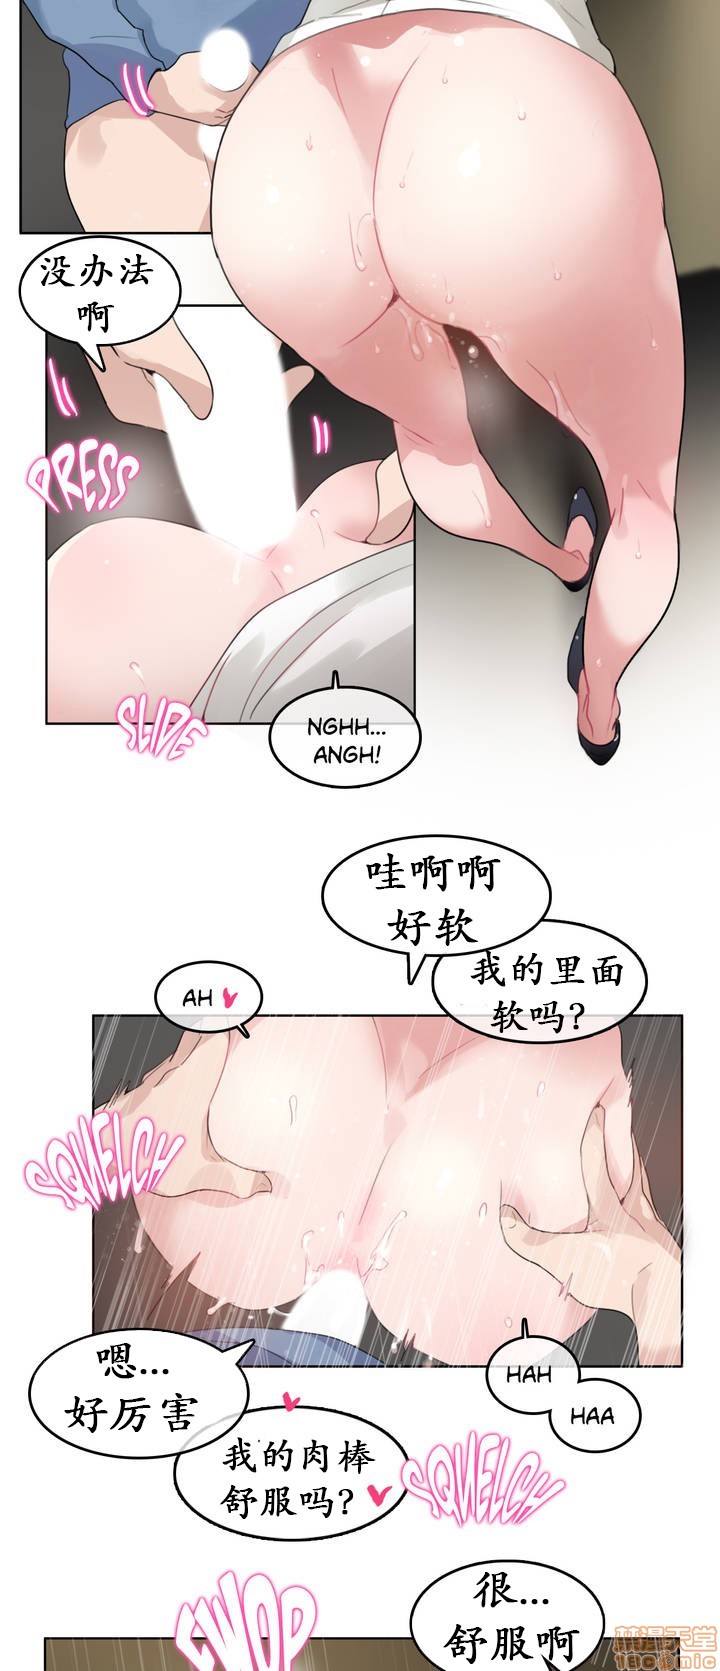 没办法
啊
PRESS
SLIDE
NGHH...
ANGH!
哇啊啊
好软
我的里面
软吗?
AH
SQUELCH
嗯...
好厉害
HAH
HAA
我的肉棒
舒服吗?
SQUELCH
很...
舒服啊